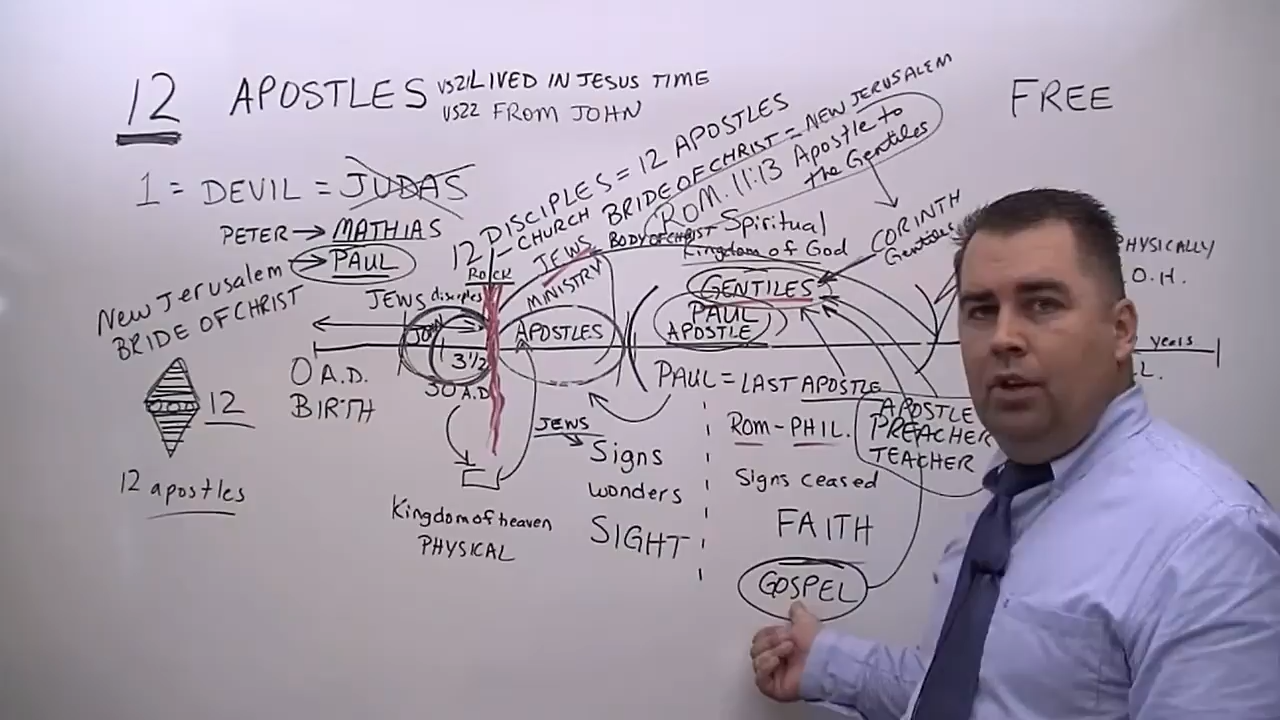 12 APOSTLES
VS21 LIVED IN JESUS TIME
VS22 FROM JOHN
FREE
1 = DEVIL = JUDAS
PETER → MATHIAS
New Jerusalem → PAUL
BRIDE OF CHRIST
12 DISCIPLES = 12 APOSTLES
CHURCH BRIDE OF CHRIST = NEW JERUSALEM
JEWS
ROM. 11:13 Apostle to
the Gentiles
BODY OF CHRIST
Spiritual
Kingdom of God
CORINTH
Gentiles
PHYSICALLY
O.H.
ROCK
MINISTRY
JEWS disciples
GENTILES
PAUL
APOSTLE
APOSTLES
JOHN
3 1/2
years
0 A.D.
BIRTH
30 A.D
PAUL = LAST APOSTLE
12
12 apostles
JEWS
Signs
wonders
SIGHT
Rom - PHIL.
Signs ceased
FAITH
GOSPEL
APOSTLE
PREACHER
TEACHER
Kingdom of heaven
PHYSICAL